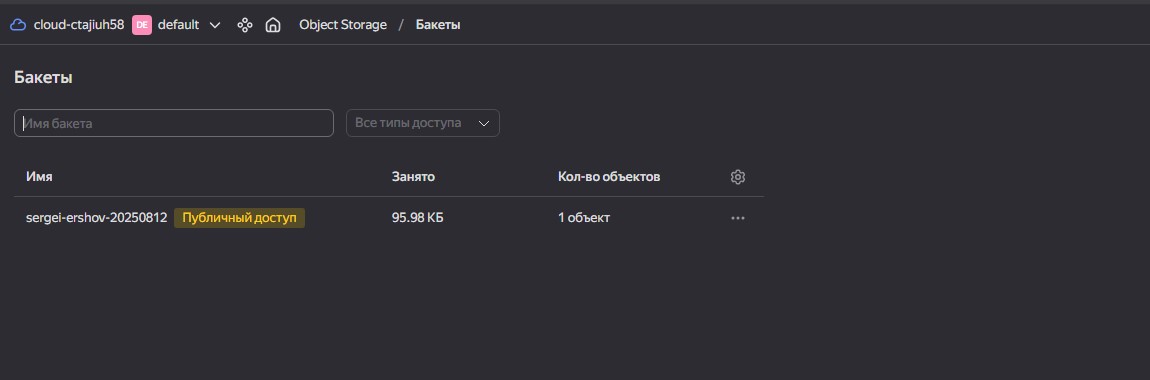 cloud-ctajiuh58 DE default Object Storage / Бакеты
Бакеты
Имя бакета Все типы доступа
Имя Занято Кол-во объектов
sergei-ershov-20250812 Публичный доступ 95.98 КБ 1 объект